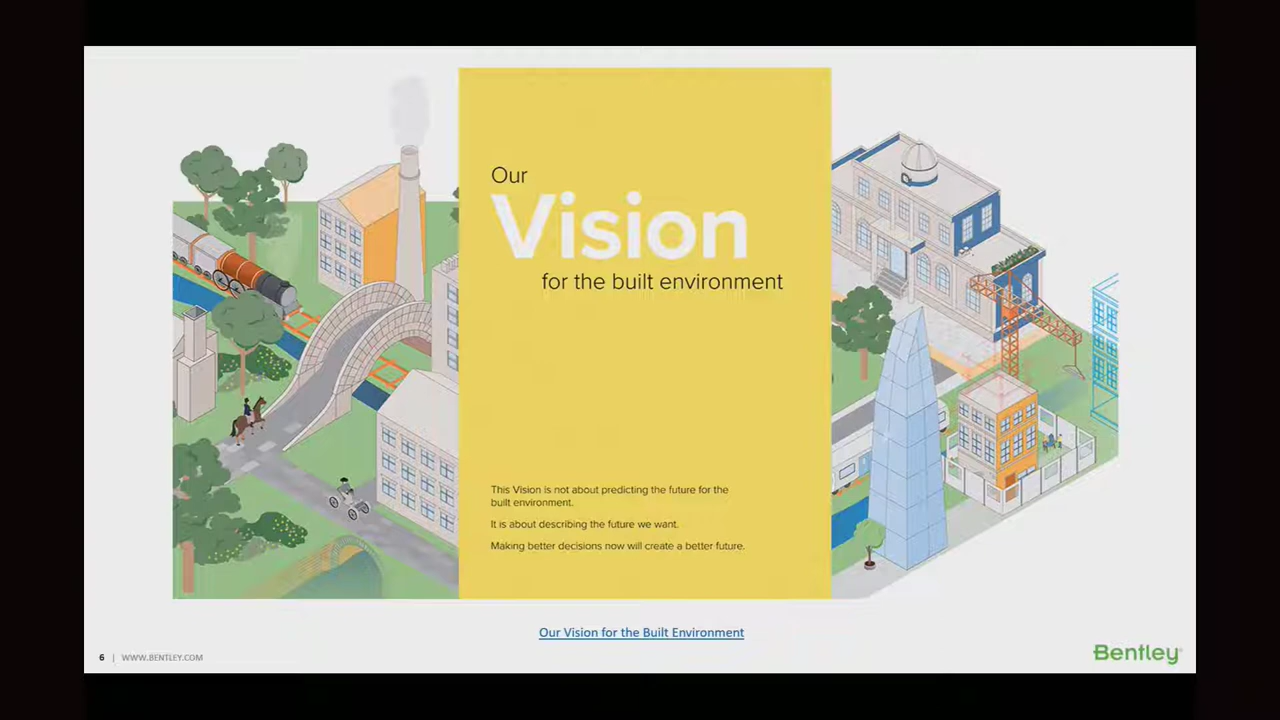 Our
Vision
for the built environment
This Vision is not about predicting the future for the
built environment.
It is about describing the future we want.
Making better decisions now will create a better future.
Our Vision for the Built Environment
6 | WWW.BENTLEY.COM
Bentley